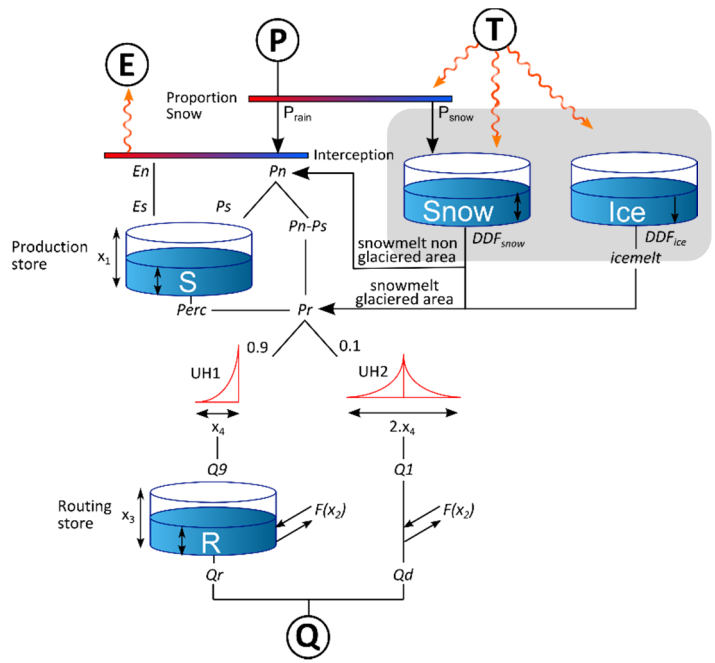 P
T
E
Proportion
Snow
Prain
Psnow
Interception
En
Pn
Es
Ps
Pn-Ps
Snow
Ice
DDFsnow
DDFice
snowmelt non
glaciered area
icemelt
Production
store
x1
S
snowmelt
glaciered area
Perc
Pr
0.9
0.1
UH1
UH2
x4
2.x4
Q9
Q1
Routing
store
x3
R
F(x2)
F(x2)
Qr
Qd
Q